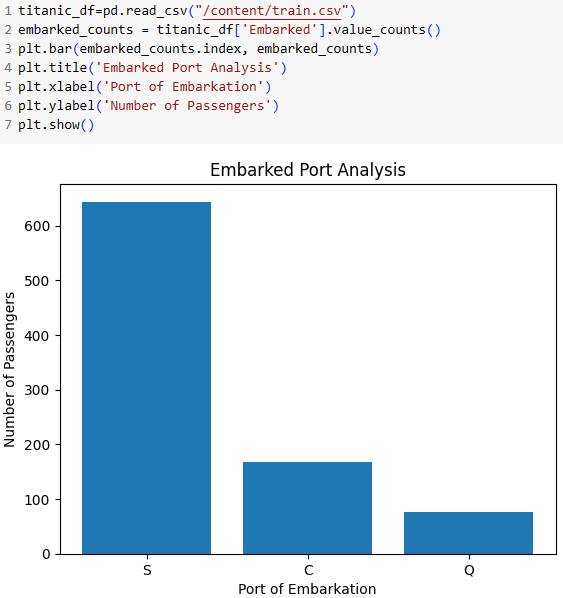 1 titanic_df=pd.read_csv("/content/train.csv")
2 embarked_counts = titanic_df['Embarked'].value_counts()
3 plt.bar(embarked_counts.index, embarked_counts)
4 plt.title('Embarked Port Analysis')
5 plt.xlabel('Port of Embarkation')
6 plt.ylabel('Number of Passengers')
7 plt.show()
Embarked Port Analysis
Number of Passengers
600
500
400
300
200
100
0
S C Q
Port of Embarkation